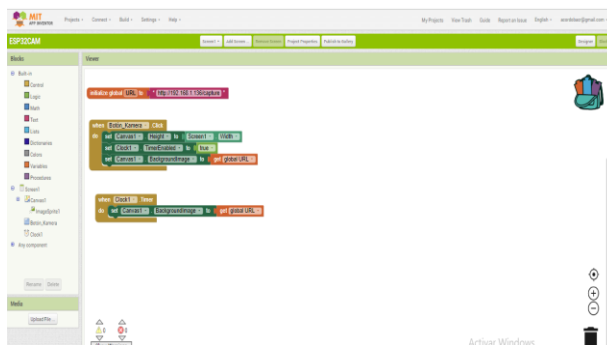 MIT
APP INVENTOR
Projects Connect Build Settings Help
My Projects View Trash Guide Report an Issue English
ESP32CAM
Screen1 Add Screen ... Remove Screen Project Properties Publish to Gallery
Designer
Blocks
Viewer
Built-in
Control
Logic
Math
Text
Lists
Dictionaries
Colors
Variables
Procedures
Screen1
Canvas1
ImageSprite1
Boton_Kamera
Clock1
Any component
Rename Delete
Media
Upload File ...
initialize global URL to " http://192.168.1.136/capture "
when Boton_Kamera .Click
do set Canvas1 . Height to Screen1 . Width
set Clock1 . TimerEnabled to true
set Canvas1 . BackgroundImage to get global URL
when Clock1 .Timer
do set Canvas1 . BackgroundImage to get global URL
0 0
Activar Windows